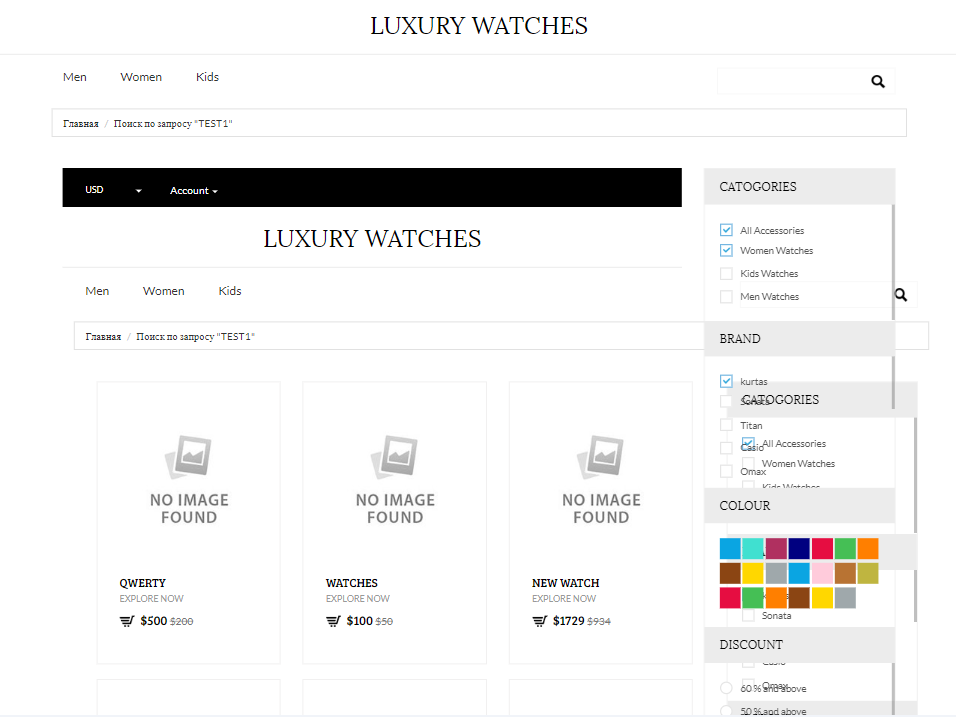 LUXURY WATCHES
Men Women Kids
Главная / Поиск по запросу "TEST1"
USD Account
LUXURY WATCHES
Men Women Kids
Главная / Поиск по запросу "TEST1"
NO IMAGE FOUND
QWERTY
EXPLORE NOW
$500 $200
NO IMAGE FOUND
WATCHES
EXPLORE NOW
$100 $50
NO IMAGE FOUND
NEW WATCH
EXPLORE NOW
$1729 $934
CATOGORIES
All Accessories
Women Watches
Kids Watches
Men Watches
BRAND
kurtas
Sonata
Titan
Casio
Omax
CATOGORIES
All Accessories
Women Watches
Kids Watches
COLOUR
Sonata
DISCOUNT
Casio
Omax
60 % and above
50 % and above